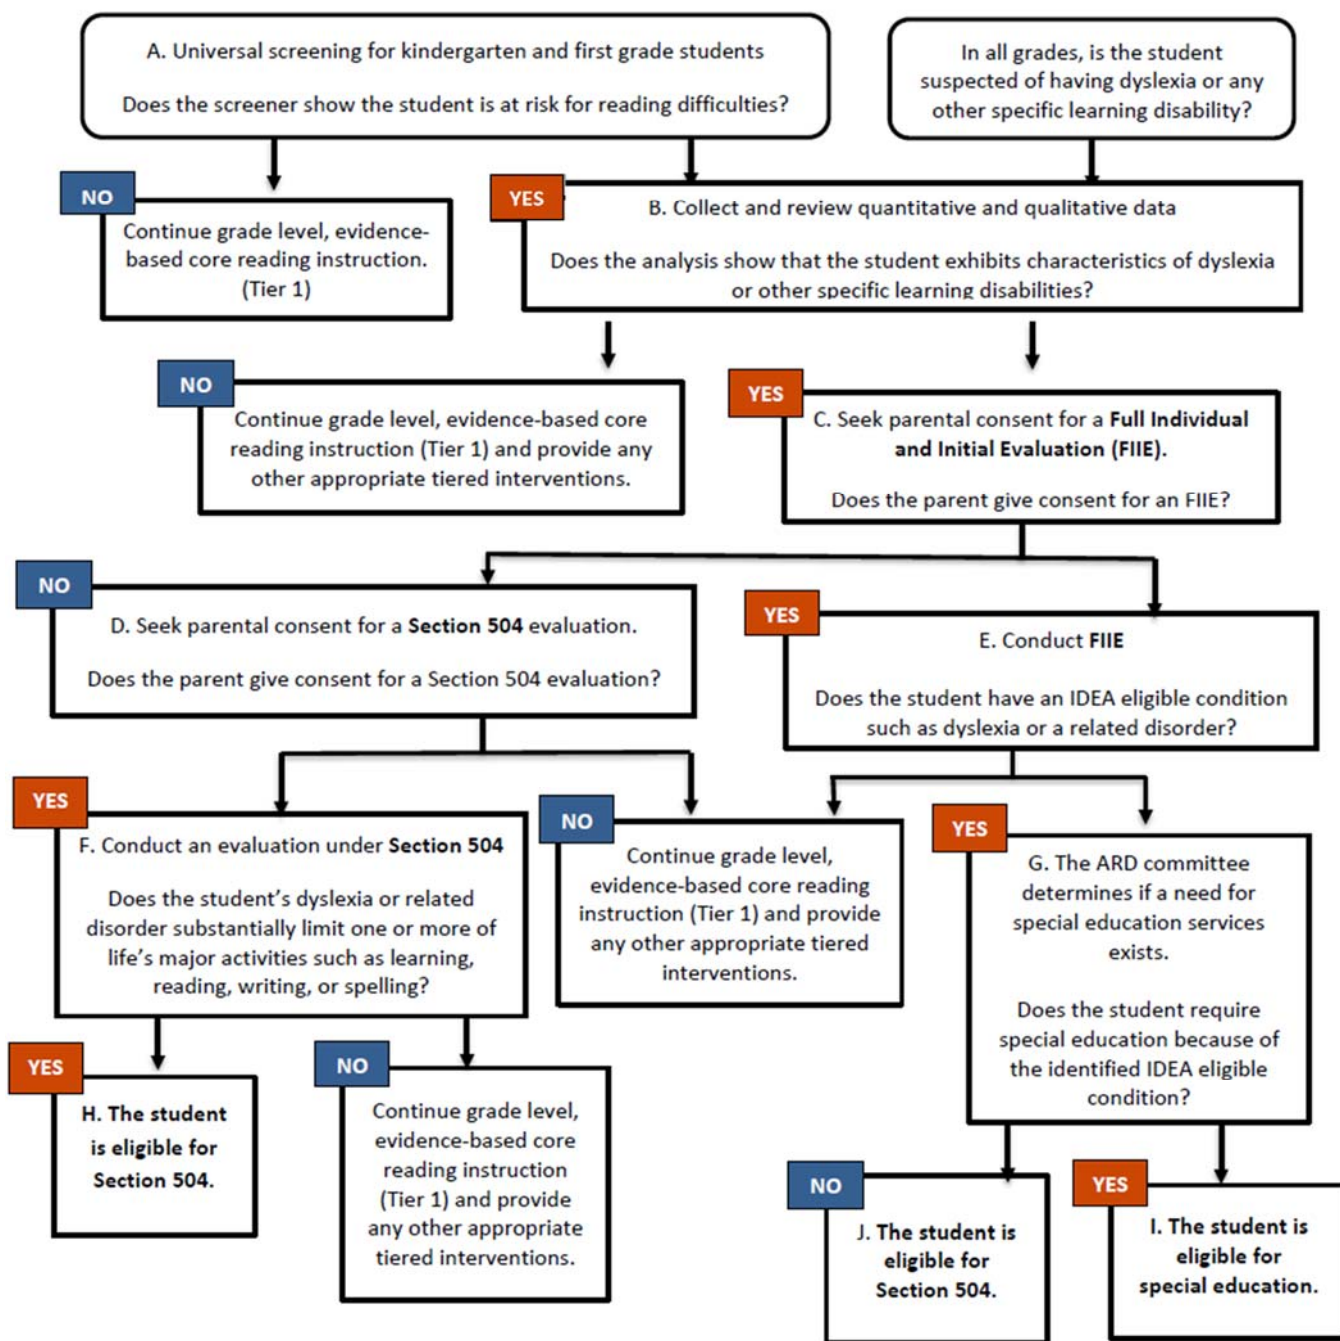 A. Universal screening for kindergarten and first grade students
Does the screener show the student is at risk for reading difficulties?
In all grades, is the student
suspected of having dyslexia or any
other specific learning disability?
NO
Continue grade level, evidence-
based core reading instruction.
(Tier 1)
YES
B. Collect and review quantitative and qualitative data
Does the analysis show that the student exhibits characteristics of dyslexia
or other specific learning disabilities?
NO
Continue grade level, evidence-based core
reading instruction (Tier 1) and provide any
other appropriate tiered interventions.
YES
C. Seek parental consent for a Full Individual
and Initial Evaluation (FIIE).
Does the parent give consent for an FIIE?
NO
D. Seek parental consent for a Section 504 evaluation.
Does the parent give consent for a Section 504 evaluation?
YES
E. Conduct FIIE
Does the student have an IDEA eligible condition
such as dyslexia or a related disorder?
YES
F. Conduct an evaluation under Section 504
Does the student's dyslexia or related
disorder substantially limit one or more of
life's major activities such as learning,
reading, writing, or spelling?
NO
Continue grade level,
evidence-based core reading
instruction (Tier 1) and provide
any other appropriate tiered
interventions.
YES
G. The ARD committee
determines if a need for
special education services
exists.
Does the student require
special education because of
the identified IDEA eligible
condition?
YES
H. The student
is eligible for
Section 504.
NO
Continue grade level,
evidence-based core
reading instruction
(Tier 1) and provide
any other appropriate
tiered interventions.
NO
J. The student is
eligible for
Section 504.
YES
I. The student is
eligible for
special education.